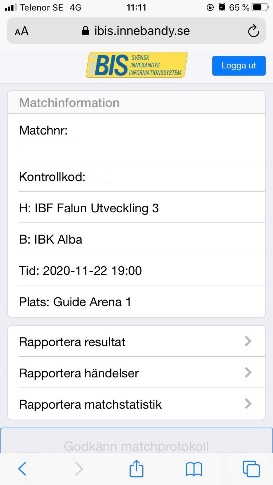 Telenor SE 4G 11:11 65 %
AA ibis.innebandy.se
BIS SVENSK INNEBANDYS INFORMATIONSSYSTEM
Logga ut
Matchinformation
Matchnr:
Kontrollkod:
H: IBF Falun Utveckling 3
B: IBK Alba
Tid: 2020-11-22 19:00
Plats: Guide Arena 1
Rapportera resultat
Rapportera händelser
Rapportera matchstatistik
Godkänn matchprotokoll